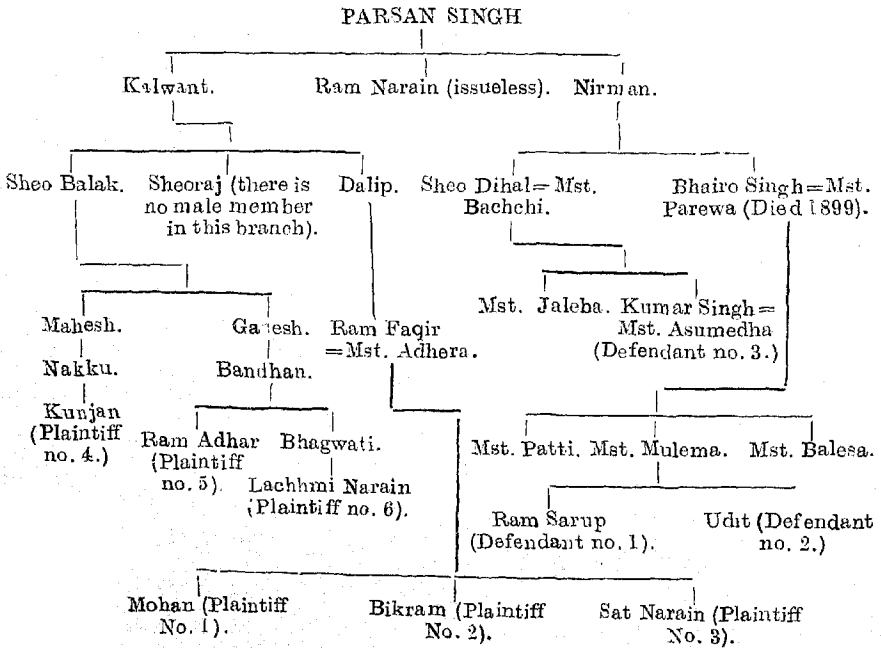 PARSAN SINGH
Kalwant. Ram Narain (issueless). Nirman.
Sheo Balak. Sheoraj (there is no male member in this branch). Dalip. Sheo Dihal=Mst. Bachchi. Bhairo Singh=Mst. Parewa (Died 1899).
Mst. Jaleba. Kumar Singh=
Mst. Asumedha
(Defendant no. 3.)
Mahesh. Ganesh. Ram Faqir
=Mst. Adhera.
Nakku. Bandhan.
Kunjan
(Plaintiff
no. 4.)
Ram Adhar
(Plaintiff
no. 5).
Bhagwati.
Lachhmi Narain
(Plaintiff no. 6).
Mst. Patti. Mst. Mulema. Mst. Balesa.
Ram Sarup
(Defendant no. 1).
Udit (Defendant
no. 2.)
Mohan (Plaintiff
No. 1).
Bikram (Plaintiff
No. 2).
Sat Narain (Plaintiff
No. 3).